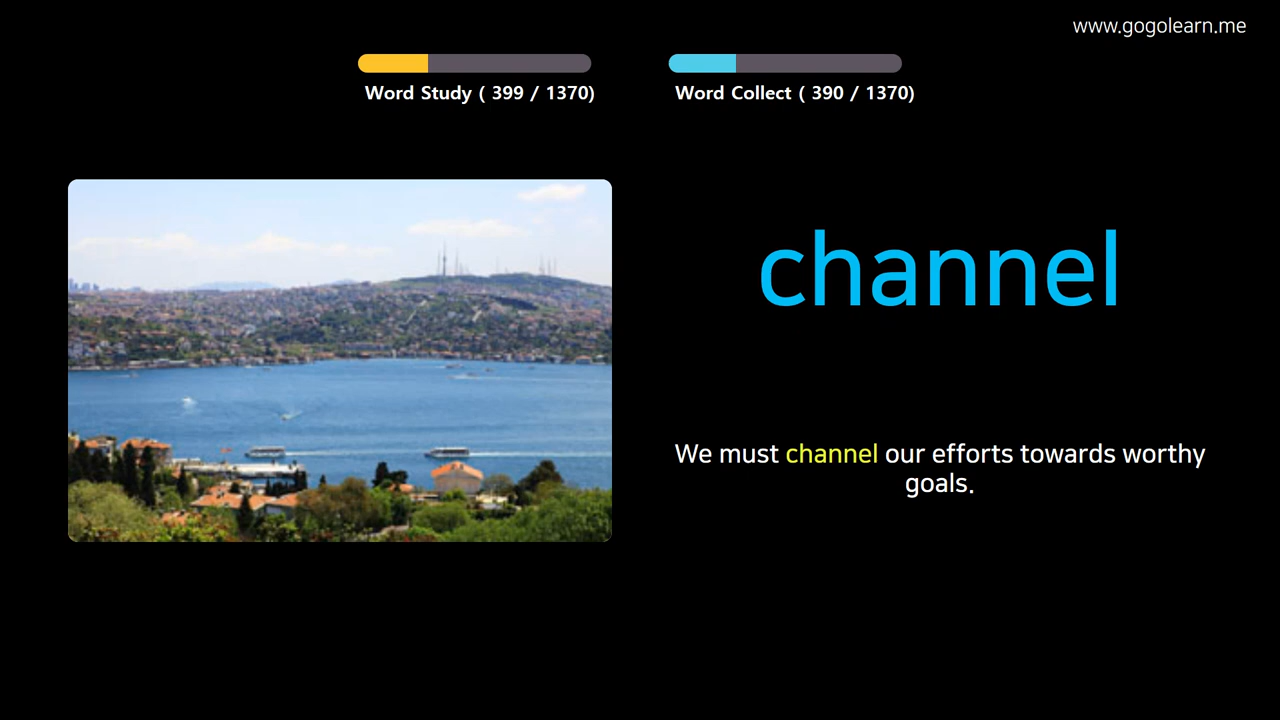 www.gogolearn.me
Word Study ( 399 / 1370)
Word Collect ( 390 / 1370)
channel
We must channel our efforts towards worthy
goals.